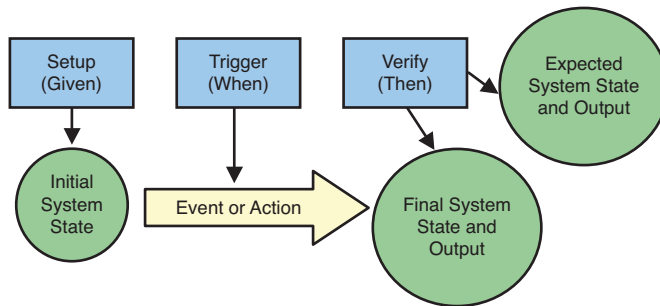 Setup
(Given)
Trigger
(When)
Verify
(Then)
Expected
System State
and Output
Initial
System
State
Event or Action
Final System
State and
Output